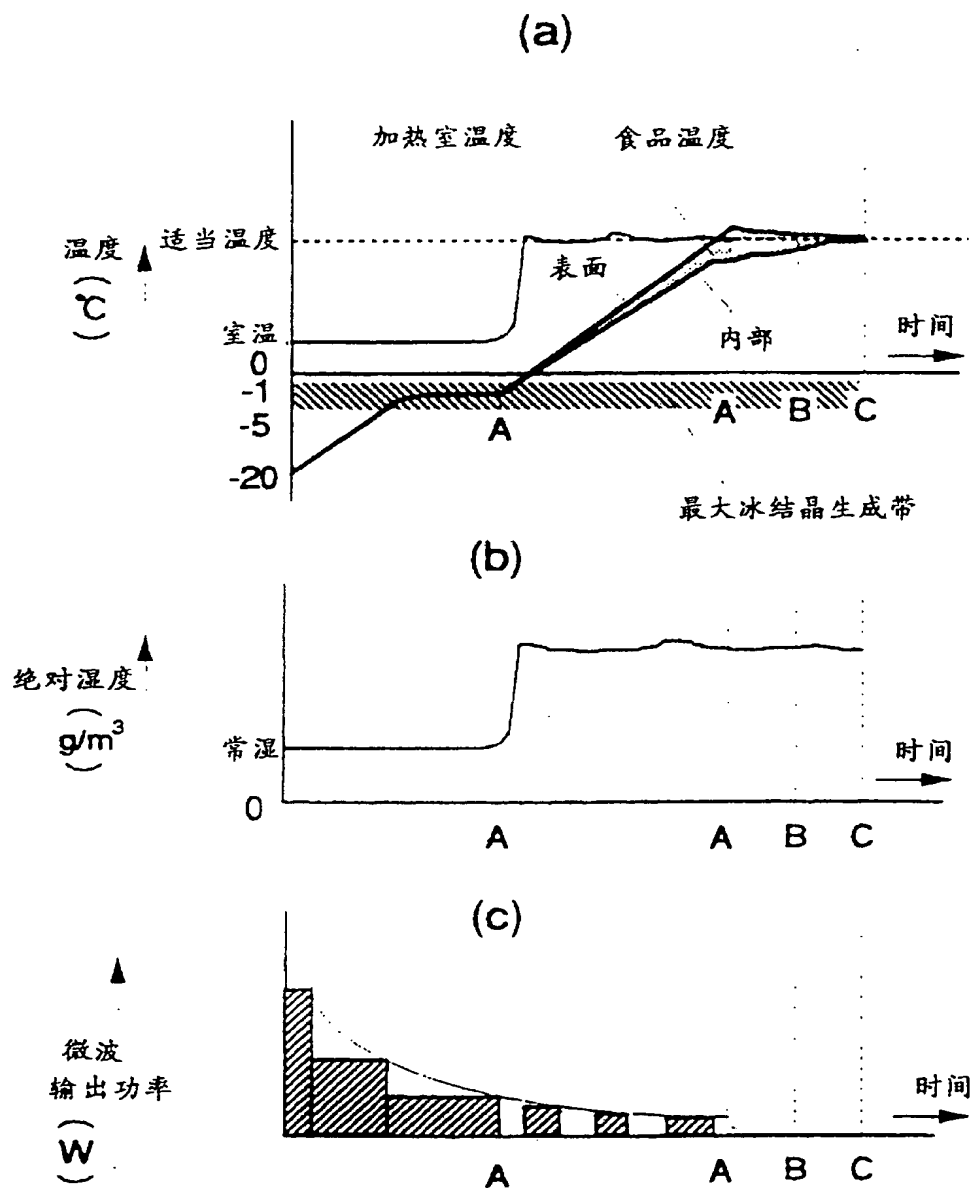 (a)
加热室温度
食品温度
适当温度
温度
(℃)
表面
室温
内部
时间
0
-1
-5
-20
A
A
B
C
最大冰结晶生成带
(b)
绝对湿度
(g/m³)
常湿
时间
0
A
A
B
C
(c)
微波
输出功率
(W)
时间
A
A
B
C